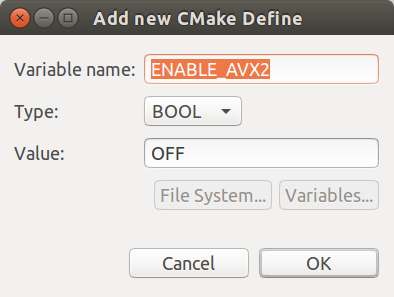 Add new CMake Define
Variable name: ENABLE_AVX2
Type: BOOL
Value: OFF
File System... Variables...
Cancel OK